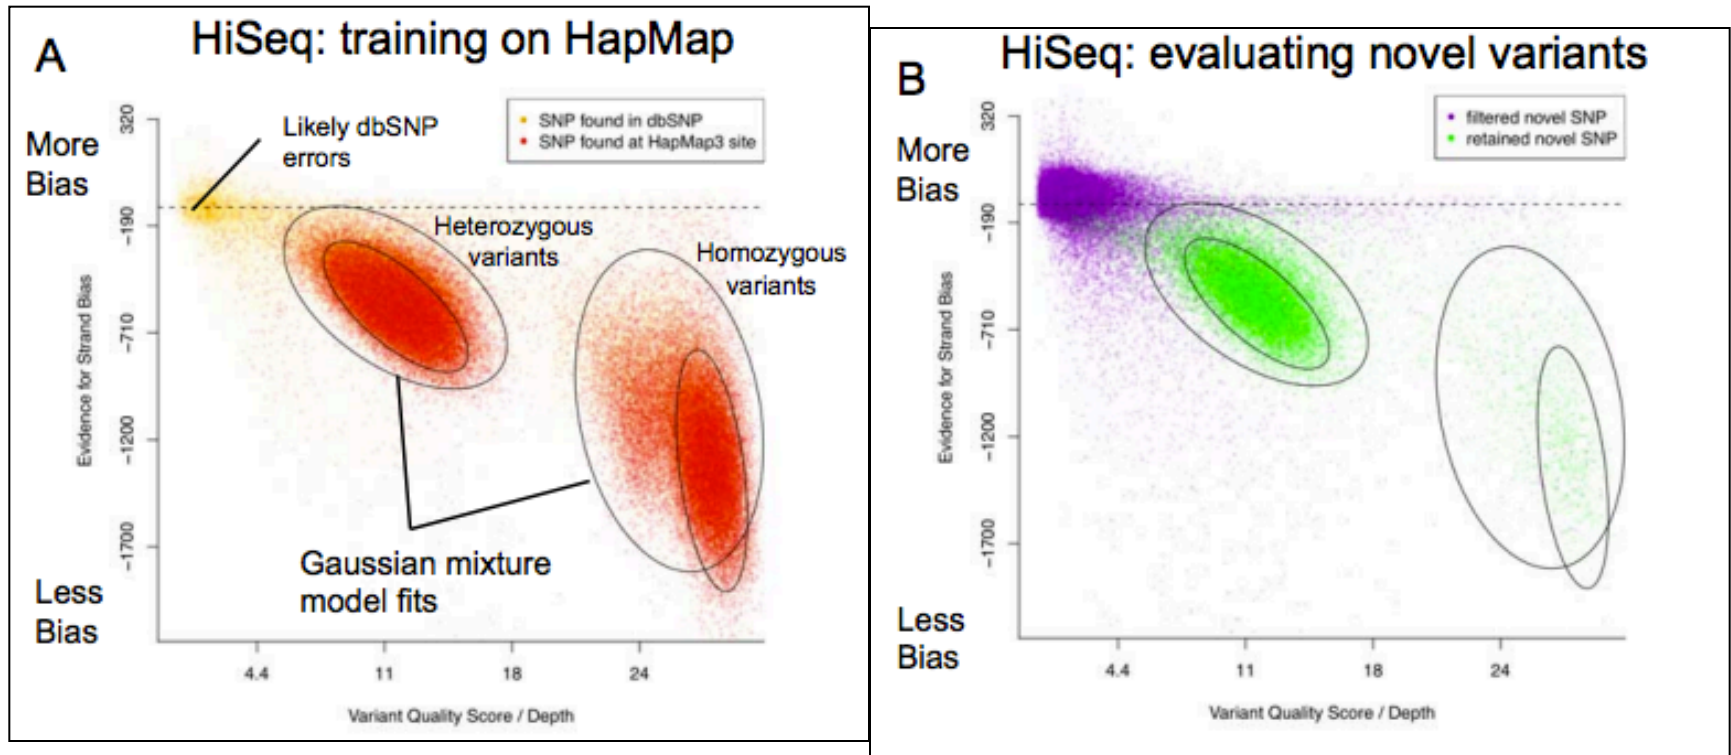 A
HiSeq: training on HapMap
SNP found in dbSNP
SNP found at HapMap3 site
More
Bias
Likely dbSNP
errors
Heterozygous
variants
Homozygous
variants
Gaussian mixture
model fits
Less
Bias
Evidence for Strand Bias
320
-190
-710
-1200
-1700
4.4
11
18
24
Variant Quality Score / Depth
B
HiSeq: evaluating novel variants
filtered novel SNP
retained novel SNP
More
Bias
Less
Bias
Evidence for Strand Bias
320
-190
-710
-1200
-1700
4.4
11
18
24
Variant Quality Score / Depth